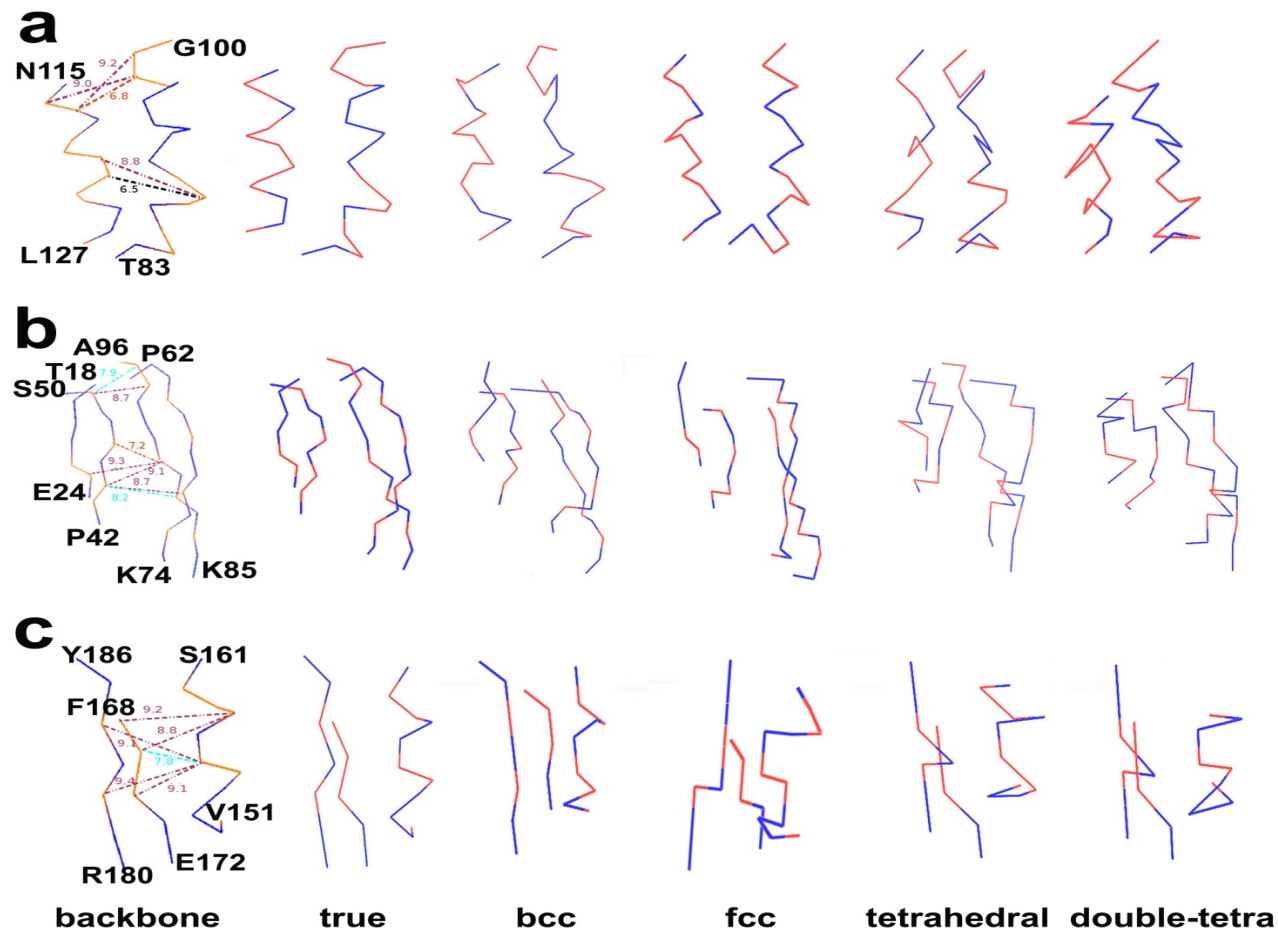 a
G100
N115
9.2
9.0
6.8
8.8
6.5
L127
T83
b
A96
P62
T18
7.9
S50
8.7
7.2
9.3
9.1
8.7
E24
8.2
P42
K74
K85
c
Y186
S161
F168
9.2
8.8
9.1
7.8
9.4
9.1
V151
E172
R180
backbone true bcc fcc tetrahedral double-tetra